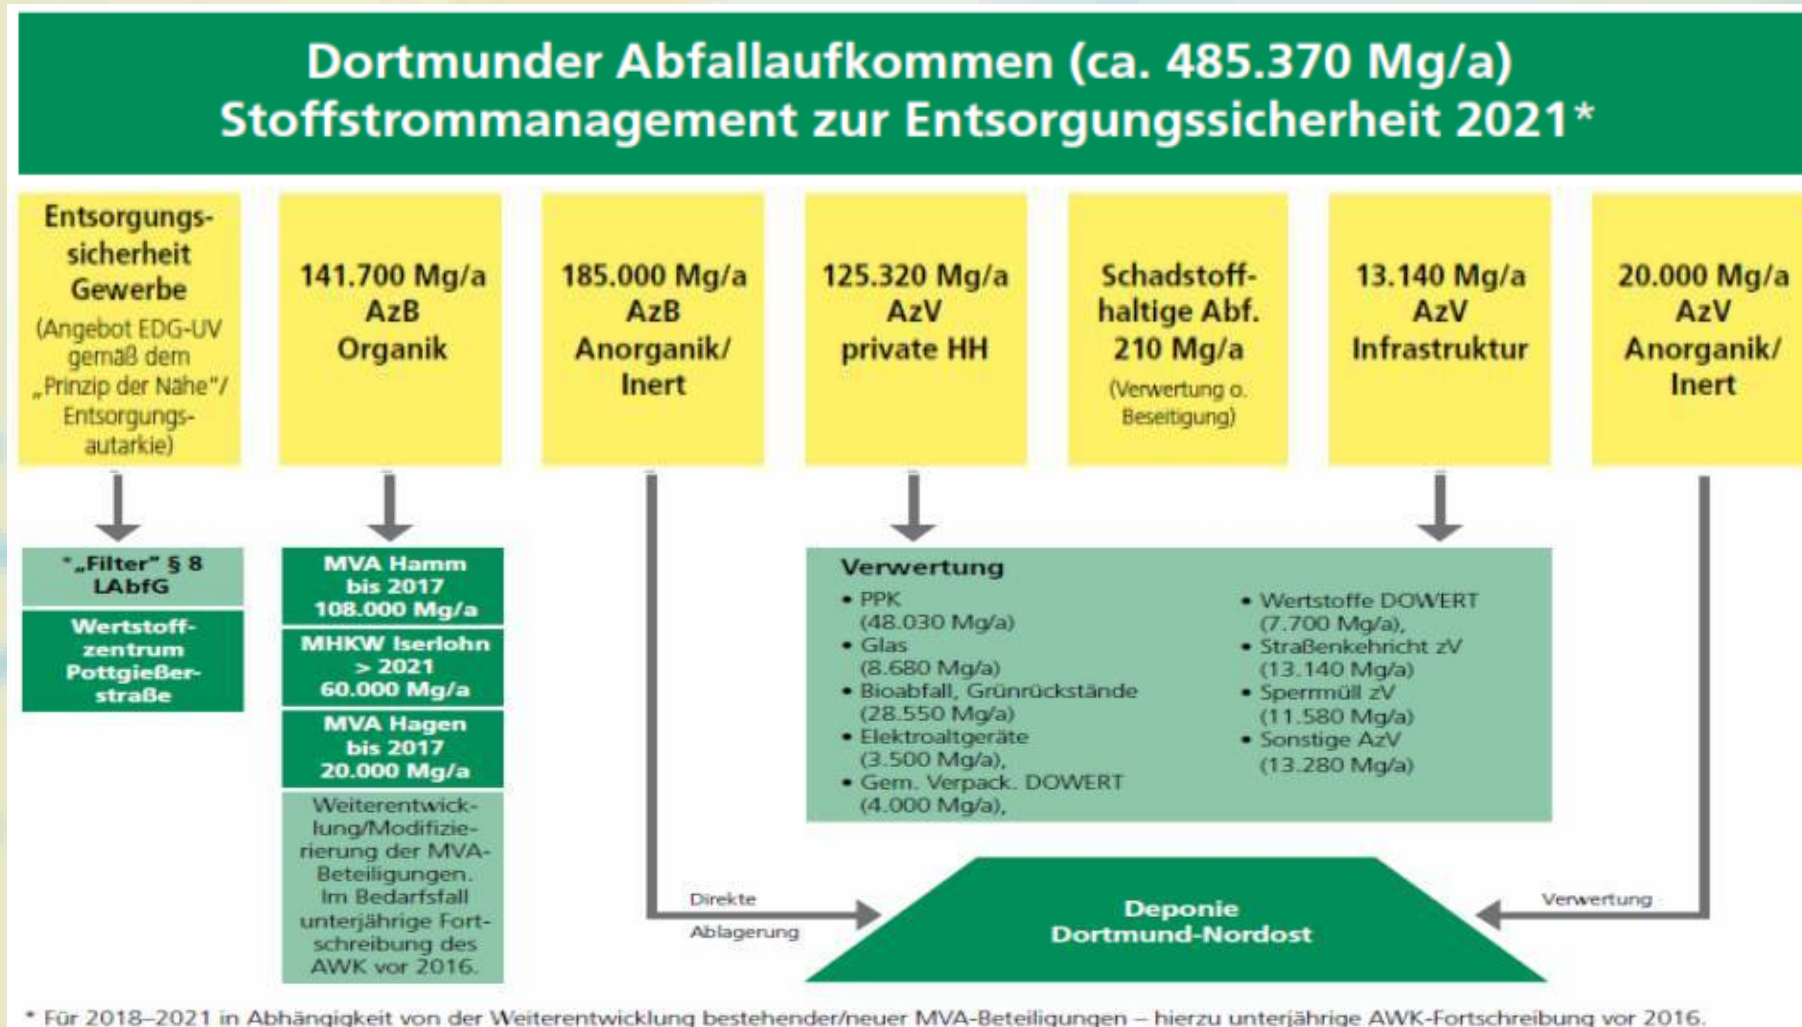 Dortmunder Abfallaufkommen (ca. 485.370 Mg/a)
Stoffstrommanagement zur Entsorgungssicherheit 2021*
Entsorgungs-
sicherheit
Gewerbe
(Angebot EDG-UV
gemäß dem
„Prinzip der Nähe"/
Entsorgungs-
autarkie)
141.700 Mg/a
AzB
Organik
185.000 Mg/a
AzB
Anorganik/
Inert
125.320 Mg/a
AzV
private HH
Schadstoff-
haltige Abf.
210 Mg/a
(Verwertung o.
Beseitigung)
13.140 Mg/a
AzV
Infrastruktur
20.000 Mg/a
AzV
Anorganik/
Inert
*„Filter" § 8
LAbfG
Wertstoff-
zentrum
Pottgießer-
straße
MVA Hamm
bis 2017
108.000 Mg/a
MHKW Iserlohn
> 2021
60.000 Mg/a
MVA Hagen
bis 2017
20.000 Mg/a
Weiterentwick-
lung/Modifizie-
rierung der MVA-
Beteiligungen.
Im Bedarfsfall
unterjährige Fort-
schreibung des
AWK vor 2016.
Verwertung
• PPK
(48.030 Mg/a)
• Glas
(8.680 Mg/a)
• Bioabfall, Grünrückstände
(28.550 Mg/a)
• Elektroaltgeräte
(3.500 Mg/a),
• Gem. Verpack. DOWERT
(4.000 Mg/a),
• Wertstoffe DOWERT
(7.700 Mg/a),
• Straßenkehricht zV
(13.140 Mg/a)
• Sperrmüll zV
(11.580 Mg/a)
• Sonstige AzV
(13.280 Mg/a)
Direkte
Ablagerung
Deponie
Dortmund-Nordost
Verwertung
* Für 2018–2021 in Abhängigkeit von der Weiterentwicklung bestehender/neuer MVA-Beteiligungen – hierzu unterjährige AWK-Fortschreibung vor 2016.